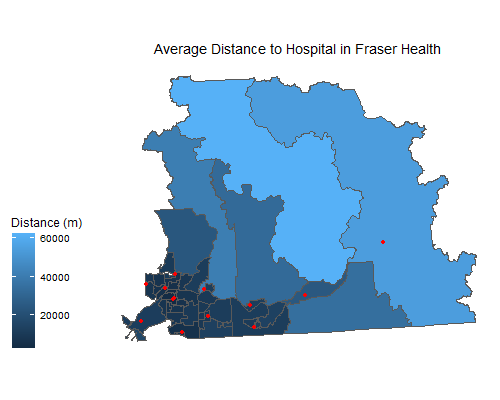 Average Distance to Hospital in Fraser Health
Distance (m)
60000
40000
20000